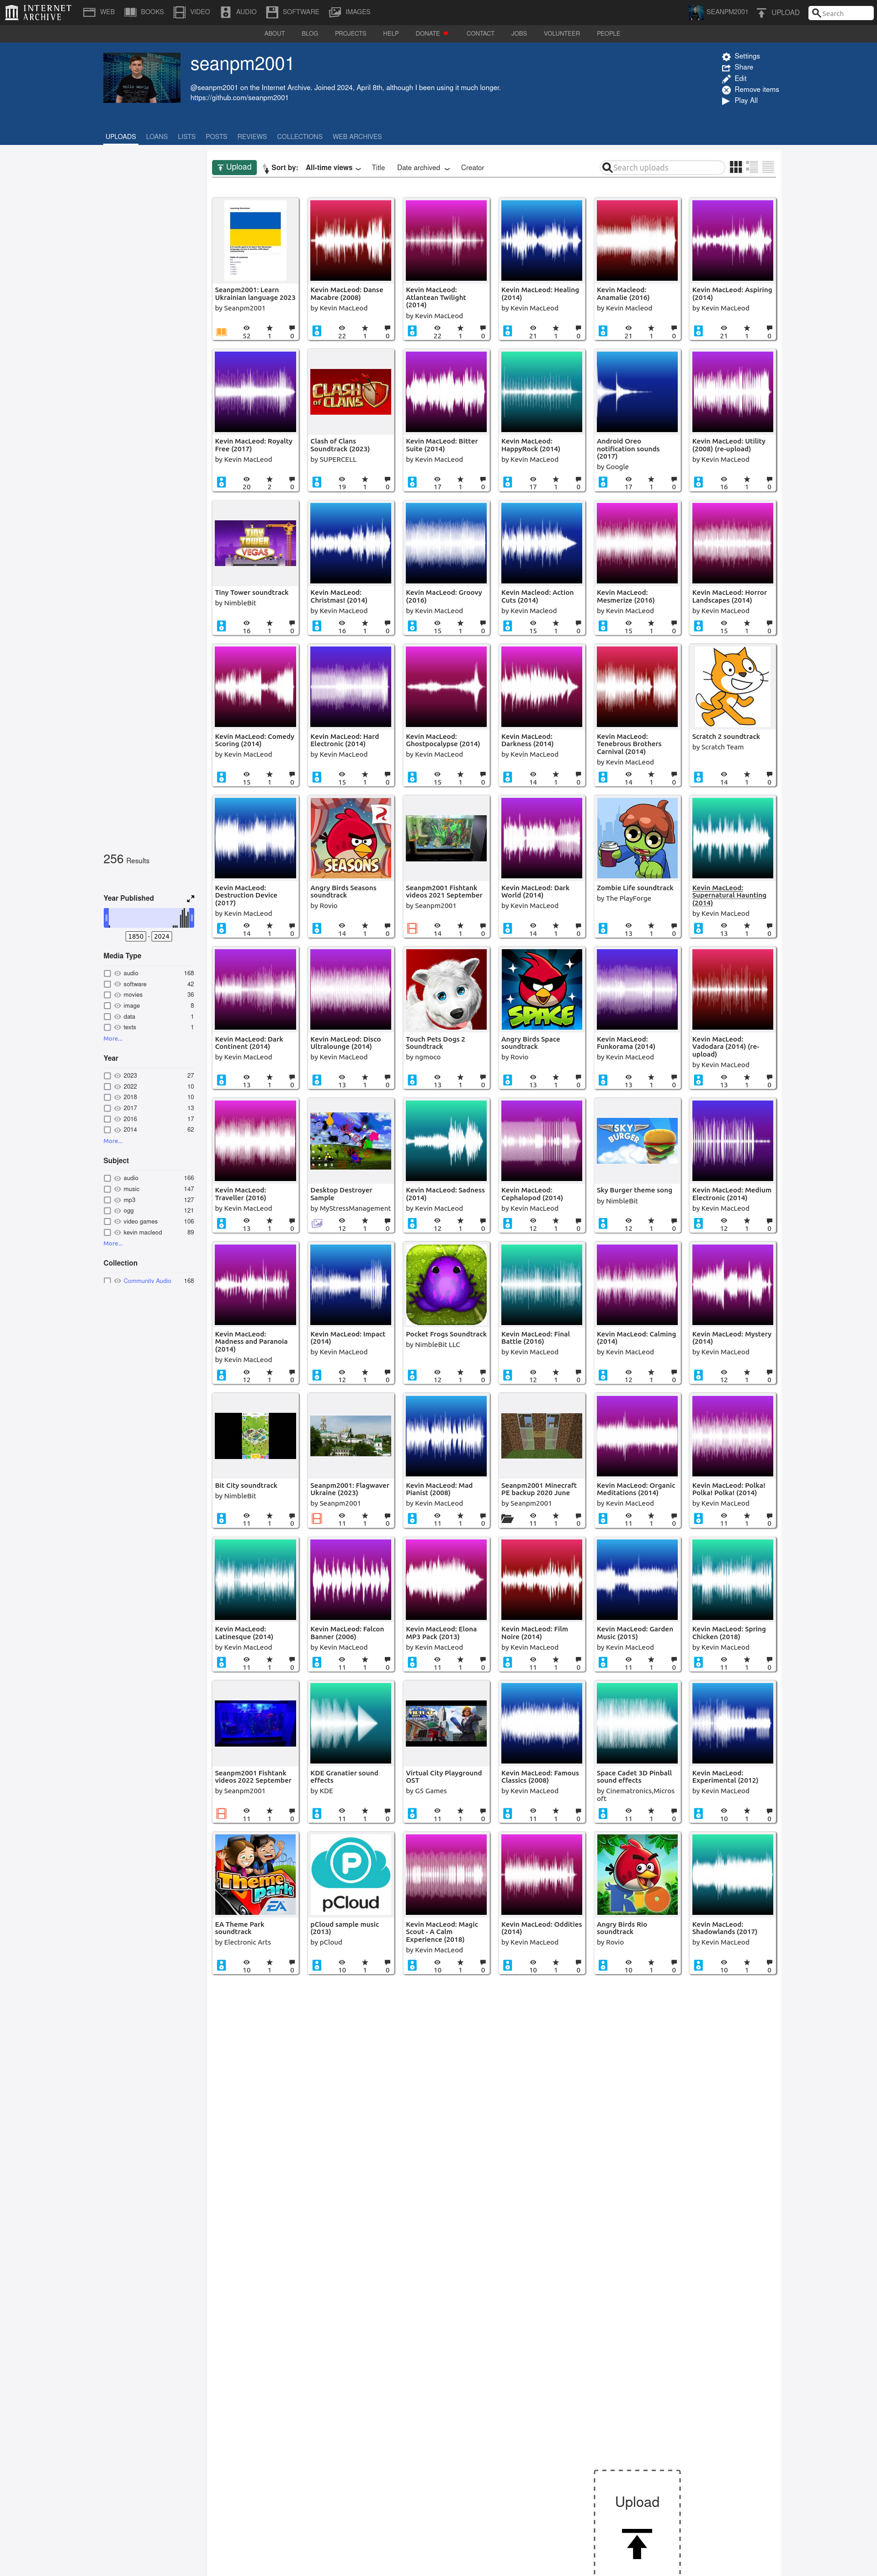 INTERNET ARCHIVE
WEB BOOKS VIDEO AUDIO SOFTWARE IMAGES SEANPM2001 UPLOAD Search
ABOUT BLOG PROJECTS HELP DONATE CONTACT JOBS VOLUNTEER PEOPLE
seanpm2001
@seanpm2001 on the Internet Archive. Joined 2024, April 8th, although I been using it much longer.
https://github.com/seanpm2001
Settings
Share
Edit
Remove items
Play All
UPLOADS LOANS LISTS POSTS REVIEWS COLLECTIONS WEB ARCHIVES
Upload Sort by: All-time views Title Date archived Creator Search uploads
Seanpm2001: Learn Ukrainian language 2023
by Seanpm2001
52 1 0
Kevin MacLeod: Danse Macabre (2008)
by Kevin MacLeod
22 1 0
Kevin MacLeod: Atlantean Twilight (2014)
by Kevin MacLeod
22 1 0
Kevin MacLeod: Healing (2014)
by Kevin MacLeod
21 1 0
Kevin Macleod: Anamalie (2016)
by Kevin Macleod
21 1 0
Kevin MacLeod: Aspiring (2014)
by Kevin MacLeod
21 1 0
Kevin MacLeod: Royalty Free (2017)
by Kevin MacLeod
20 2 0
CLASH OF CLANS
Clash of Clans Soundtrack (2023)
by SUPERCELL
19 1 0
Kevin MacLeod: Bitter Suite (2014)
by Kevin MacLeod
17 1 0
Kevin MacLeod: HappyRock (2014)
by Kevin MacLeod
17 1 0
Android Oreo notification sounds (2017)
by Google
17 1 0
Kevin MacLeod: Utility (2008) (re-upload)
by Kevin MacLeod
16 1 0
TINY TOWER VEGAS
Tiny Tower soundtrack
by NimbleBit
16 1 0
Kevin MacLeod: Christmas! (2014)
by Kevin MacLeod
16 1 0
Kevin MacLeod: Groovy (2016)
by Kevin MacLeod
15 1 0
Kevin Macleod: Action Cuts (2014)
by Kevin Macleod
15 1 0
Kevin MacLeod: Mesmerize (2016)
by Kevin MacLeod
15 1 0
Kevin MacLeod: Horror Landscapes (2014)
by Kevin MacLeod
15 1 0
Kevin MacLeod: Comedy Scoring (2014)
by Kevin MacLeod
15 1 0
Kevin MacLeod: Hard Electronic (2014)
by Kevin MacLeod
15 1 0
Kevin MacLeod: Ghostpocalypse (2014)
by Kevin MacLeod
15 1 0
Kevin MacLeod: Darkness (2014)
by Kevin MacLeod
14 1 0
Kevin MacLeod: Tenebrous Brothers Carnival (2014)
by Kevin MacLeod
14 1 0
Scratch 2 soundtrack
by Scratch Team
14 1 0
Kevin MacLeod: Destruction Device (2017)
by Kevin MacLeod
14 1 0
SEASONS
Angry Birds Seasons soundtrack
by Rovio
14 1 0
Seanpm2001 Fishtank videos 2021 September
by Seanpm2001
14 1 0
Kevin MacLeod: Dark World (2014)
by Kevin MacLeod
14 1 0
Zombie Life soundtrack
by The PlayForge
13 1 0
Kevin MacLeod: Supernatural Haunting (2014)
by Kevin MacLeod
13 1 0
256 Results
Year Published
1850 - 2024
Media Type
audio 168
software 42
movies 36
image 8
data 1
texts 1
More...
Year
2023 27
2022 10
2018 10
2017 13
2016 17
2014 62
More...
Subject
audio 166
music 147
mp3 127
ogg 121
video games 106
kevin macleod 89
More...
Collection
Community Audio 168
Kevin MacLeod: Dark Continent (2014)
by Kevin MacLeod
13 1 0
Kevin MacLeod: Disco Ultralounge (2014)
by Kevin MacLeod
13 1 0
Touch Pets Dogs 2 Soundtrack
by ngmoco
13 1 0
SPACE
Angry Birds Space soundtrack
by Rovio
13 1 0
Kevin MacLeod: Funkorama (2014)
by Kevin MacLeod
13 1 0
Kevin MacLeod: Vadodara (2014) (re-upload)
by Kevin MacLeod
13 1 0
Kevin MacLeod: Traveller (2016)
by Kevin MacLeod
13 1 0
Desktop Destroyer Sample
by MyStressManagement
12 1 0
Kevin MacLeod: Sadness (2014)
by Kevin MacLeod
12 1 0
Kevin MacLeod: Cephalopod (2014)
by Kevin MacLeod
12 1 0
SKY BURGER
Sky Burger theme song
by NimbleBit
12 1 0
Kevin MacLeod: Medium Electronic (2014)
by Kevin MacLeod
12 1 0
Kevin MacLeod: Madness and Paranoia (2014)
by Kevin MacLeod
12 1 0
Kevin MacLeod: Impact (2014)
by Kevin MacLeod
12 1 0
Pocket Frogs Soundtrack
by NimbleBit LLC
12 1 0
Kevin MacLeod: Final Battle (2016)
by Kevin MacLeod
12 1 0
Kevin MacLeod: Calming (2014)
by Kevin MacLeod
12 1 0
Kevin MacLeod: Mystery (2014)
by Kevin MacLeod
12 1 0
Bit City soundtrack
by NimbleBit
11 1 0
Seanpm2001: Flagwaver Ukraine (2023)
by Seanpm2001
11 1 0
Kevin MacLeod: Mad Pianist (2008)
by Kevin MacLeod
11 1 0
Seanpm2001 Minecraft PE backup 2020 June
by Seanpm2001
11 1 0
Kevin MacLeod: Organic Meditations (2014)
by Kevin MacLeod
11 1 0
Kevin MacLeod: Polka! Polka! Polka! (2014)
by Kevin MacLeod
11 1 0
Kevin MacLeod: Latinesque (2014)
by Kevin MacLeod
11 1 0
Kevin MacLeod: Falcon Banner (2006)
by Kevin MacLeod
11 1 0
Kevin MacLeod: Elona MP3 Pack (2013)
by Kevin MacLeod
11 1 0
Kevin MacLeod: Film Noire (2014)
by Kevin MacLeod
11 1 0
Kevin MacLeod: Garden Music (2015)
by Kevin MacLeod
11 1 0
Kevin MacLeod: Spring Chicken (2018)
by Kevin MacLeod
11 1 0
Seanpm2001 Fishtank videos 2022 September
by Seanpm2001
11 1 0
KDE Granatier sound effects
by KDE
11 1 0
Virtual City Playground OST
by G5 Games
11 1 0
Kevin MacLeod: Famous Classics (2008)
by Kevin MacLeod
11 1 0
Space Cadet 3D Pinball sound effects
by Cinematronics,Microsoft
11 1 0
Kevin MacLeod: Experimental (2012)
by Kevin MacLeod
10 1 0
Theme Park EA
EA Theme Park soundtrack
by Electronic Arts
10 1 0
pCloud
pCloud sample music (2013)
by pCloud
10 1 0
Kevin MacLeod: Magic Scout - A Calm Experience (2018)
by Kevin MacLeod
10 1 0
Kevin MacLeod: Oddities (2014)
by Kevin MacLeod
10 1 0
RIO
Angry Birds Rio soundtrack
by Rovio
10 1 0
Kevin MacLeod: Shadowlands (2017)
by Kevin MacLeod
10 1 0
Upload